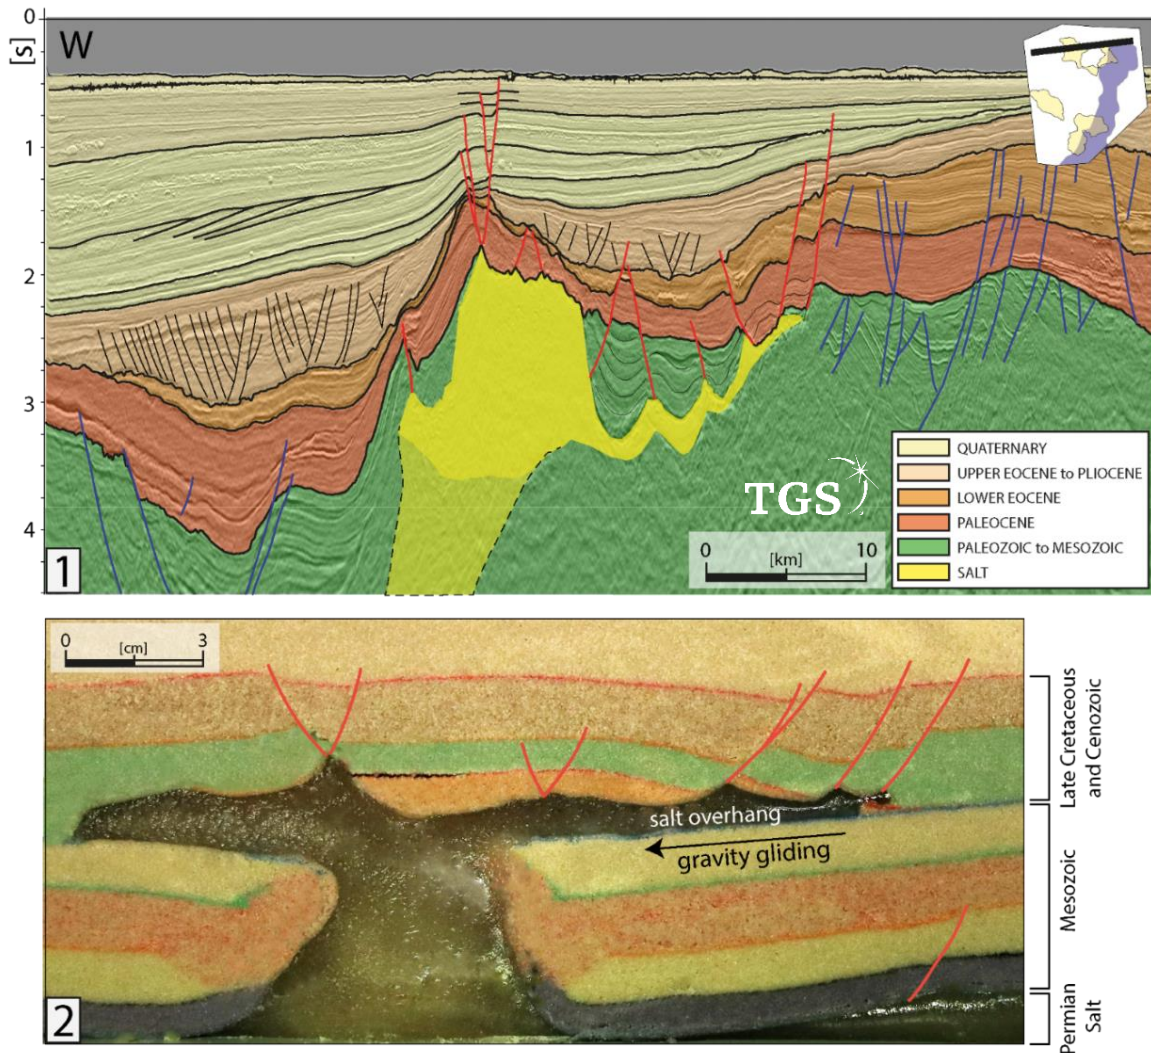 0
[s]
W
1
2
3
4
QUATERNARY
UPPER EOCENE to PLIOCENE
LOWER EOCENE
PALEOCENE
PALEOZOIC to MESOZOIC
SALT
TGS
0 [km] 10
1
0 [cm] 3
salt overhang
gravity gliding
Late Cretaceous
and Cenozoic
Mesozoic
Permian
Salt
2